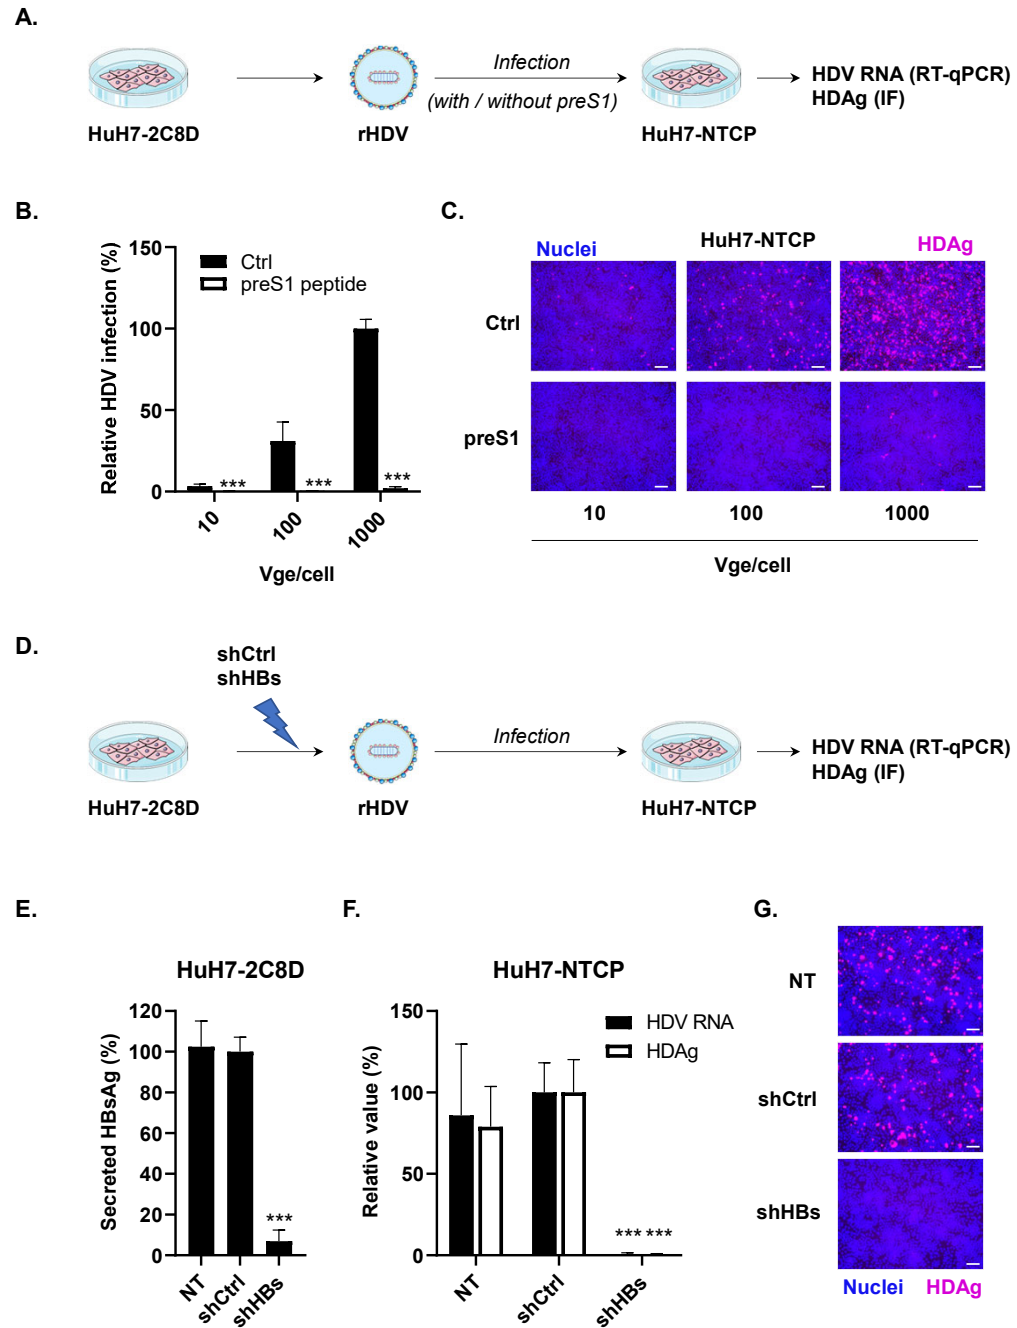 A.
HuH7-2C8D
rHDV
Infection
(with / without preS1)
HuH7-NTCP
HDV RNA (RT-qPCR)
HDAg (IF)
B.
Relative HDV infection (%)
150
100
50
0
Ctrl
preS1 peptide
***
***
***
10
100
1000
Vge/cell
C.
Nuclei
HuH7-NTCP
HDAg
Ctrl
preS1
10
100
1000
Vge/cell
D.
shCtrl
shHBs
HuH7-2C8D
rHDV
Infection
HuH7-NTCP
HDV RNA (RT-qPCR)
HDAg (IF)
E.
HuH7-2C8D
Secreted HBsAg (%)
120
100
80
60
40
20
0
***
NT
shCtrl
shHBs
F.
HuH7-NTCP
Relative value (%)
150
100
50
0
HDV RNA
HDAg
*** ***
NT
shCtrl
shHBs
G.
NT
shCtrl
shHBs
Nuclei HDAg